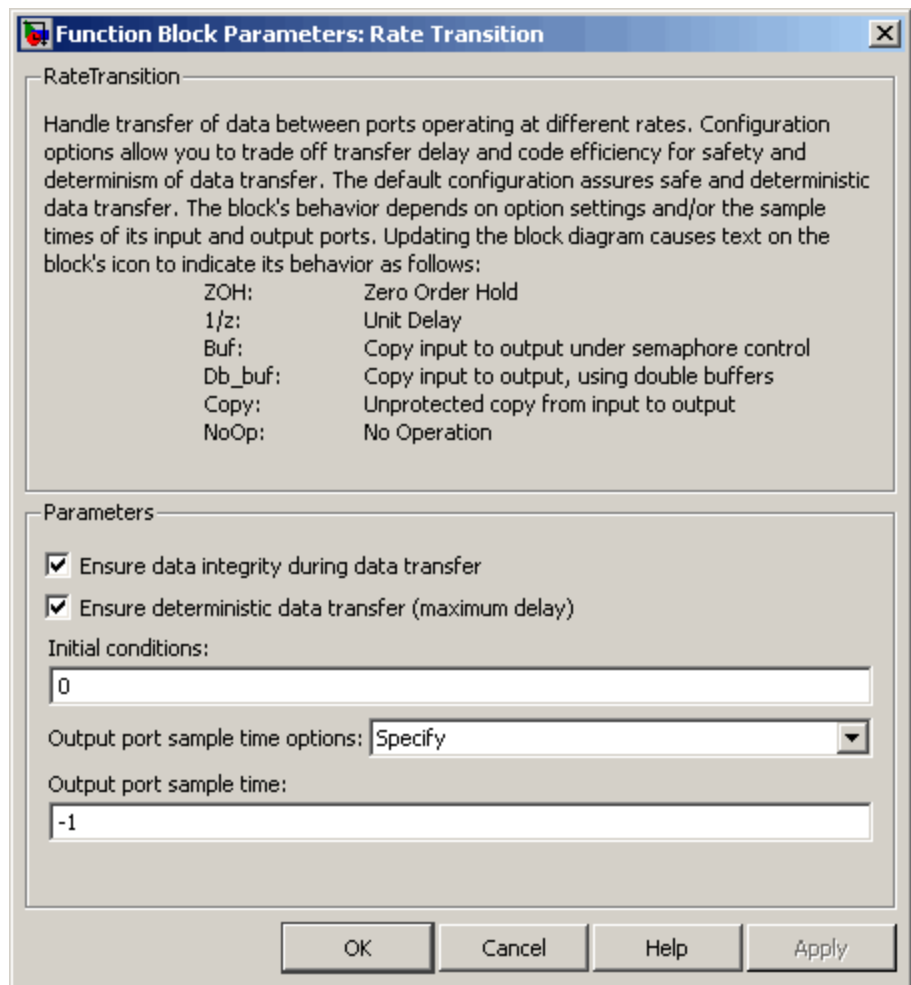 Function Block Parameters: Rate Transition
RateTransition
Handle transfer of data between ports operating at different rates. Configuration
options allow you to trade off transfer delay and code efficiency for safety and
determinism of data transfer. The default configuration assures safe and deterministic
data transfer. The block's behavior depends on option settings and/or the sample
times of its input and output ports. Updating the block diagram causes text on the
block's icon to indicate its behavior as follows:
ZOH: Zero Order Hold
1/z: Unit Delay
Buf: Copy input to output under semaphore control
Db_buf: Copy input to output, using double buffers
Copy: Unprotected copy from input to output
NoOp: No Operation
Parameters
Ensure data integrity during data transfer
Ensure deterministic data transfer (maximum delay)
Initial conditions:
0
Output port sample time options: Specify
Output port sample time:
-1
OK Cancel Help Apply